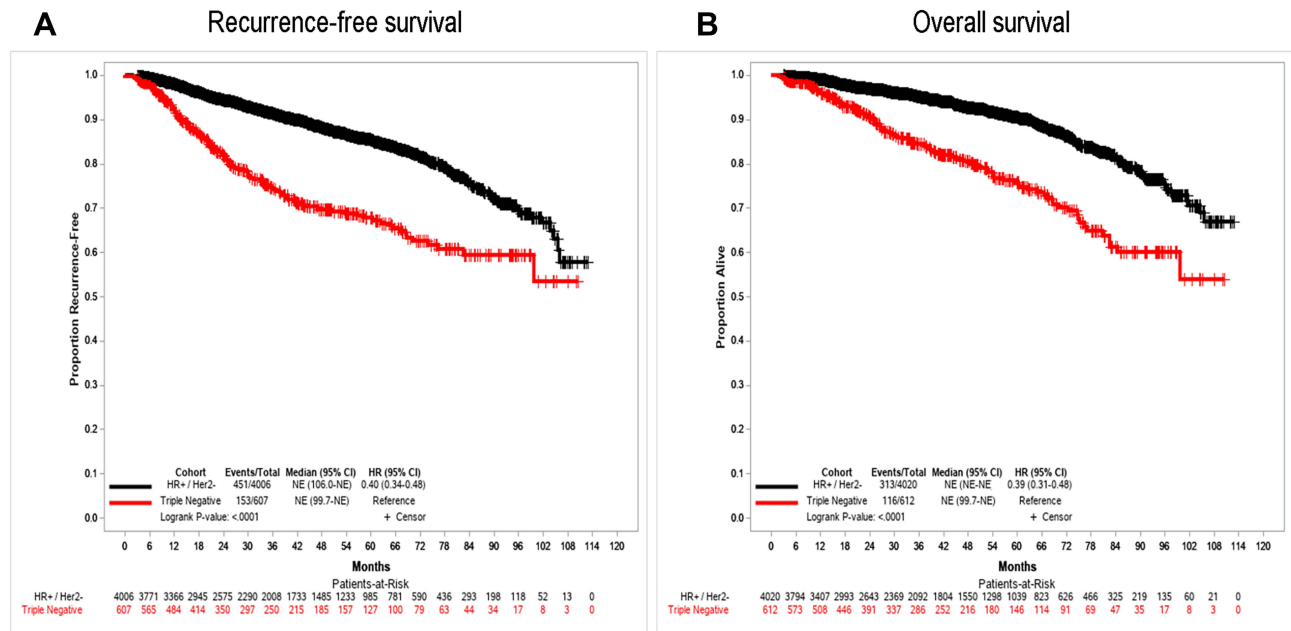 A Recurrence-free survival
Proportion Recurrence-Free
1.0
0.9
0.8
0.7
0.6
0.5
0.4
0.3
0.2
0.1
0.0
Cohort Events/Total Median (95% CI) HR (95% CI)
HR+ / Her2- 451/4006 NE (106.0-NE) 0.40 (0.34-0.48)
Triple Negative 153/607 NE (99.7-NE) Reference
Logrank P-value: <.0001 + Censor
0 6 12 18 24 30 36 42 48 54 60 66 72 78 84 90 96 102 108 114 120
Months
Patients-at-Risk
HR+ / Her2- 4006 3771 3366 2945 2575 2290 2008 1733 1485 1233 985 781 590 436 293 198 118 52 13 0
Triple Negative 607 565 484 414 350 297 250 215 185 157 127 100 79 63 44 34 17 8 3 0
B Overall survival
Proportion Alive
1.0
0.9
0.8
0.7
0.6
0.5
0.4
0.3
0.2
0.1
0.0
Cohort Events/Total Median (95% CI) HR (95% CI)
HR+ / Her2- 313/4020 NE (NE-NE 0.39 (0.31-0.48)
Triple Negative 116/612 NE (99.7-NE) Reference
Logrank P-value: <.0001 + Censor
0 6 12 18 24 30 36 42 48 54 60 66 72 78 84 90 96 102 108 114 120
Months
Patients-at-Risk
HR+ / Her2- 4020 3794 3407 2993 2643 2369 2092 1804 1550 1298 1039 823 626 466 325 219 135 60 21 0
Triple Negative 612 573 508 446 391 337 286 252 216 180 146 114 91 69 47 35 17 8 3 0